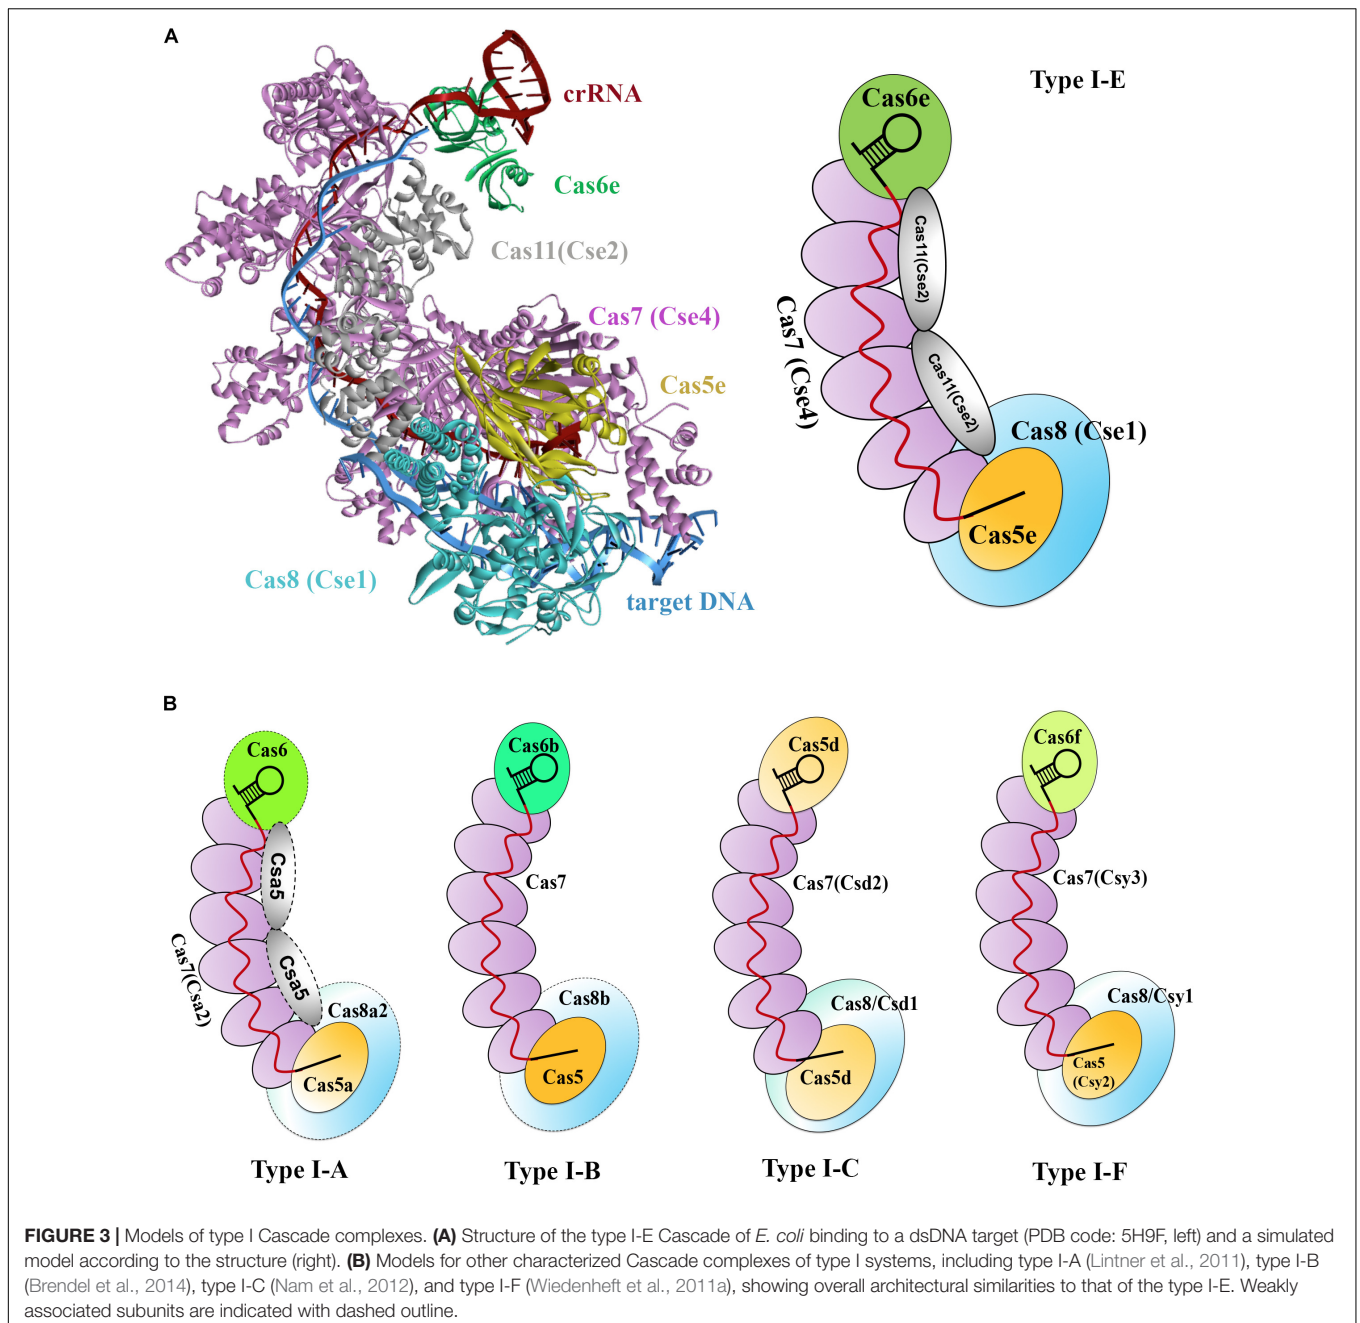 A
crRNA
Cas6e
Cas11(Cse2)
Cas7 (Cse4)
Cas5e
Cas8 (Cse1)
target DNA
Type I-E
Cas6e
Cas11(Cse2)
Cas11(Cse2)
Cas7 (Cse4)
Cas8 (Cse1)
Cas5e
B
Cas6
Csa5
Csa5
Cas7(Csa2)
Cas8a2
Cas5a
Type I-A
Cas6b
Cas7
Cas8b
Cas5
Type I-B
Cas5d
Cas7(Csd2)
Cas8/Csd1
Cas5d
Type I-C
Cas6f
Cas7(Csy3)
Cas8/Csy1
Cas5
(Csy2)
Type I-F
FIGURE 3 | Models of type I Cascade complexes. (A) Structure of the type I-E Cascade of E. coli binding to a dsDNA target (PDB code: 5H9F, left) and a simulated
model according to the structure (right). (B) Models for other characterized Cascade complexes of type I systems, including type I-A (Lintner et al., 2011), type I-B
(Brendel et al., 2014), type I-C (Nam et al., 2012), and type I-F (Wiedenheft et al., 2011a), showing overall architectural similarities to that of the type I-E. Weakly
associated subunits are indicated with dashed outline.